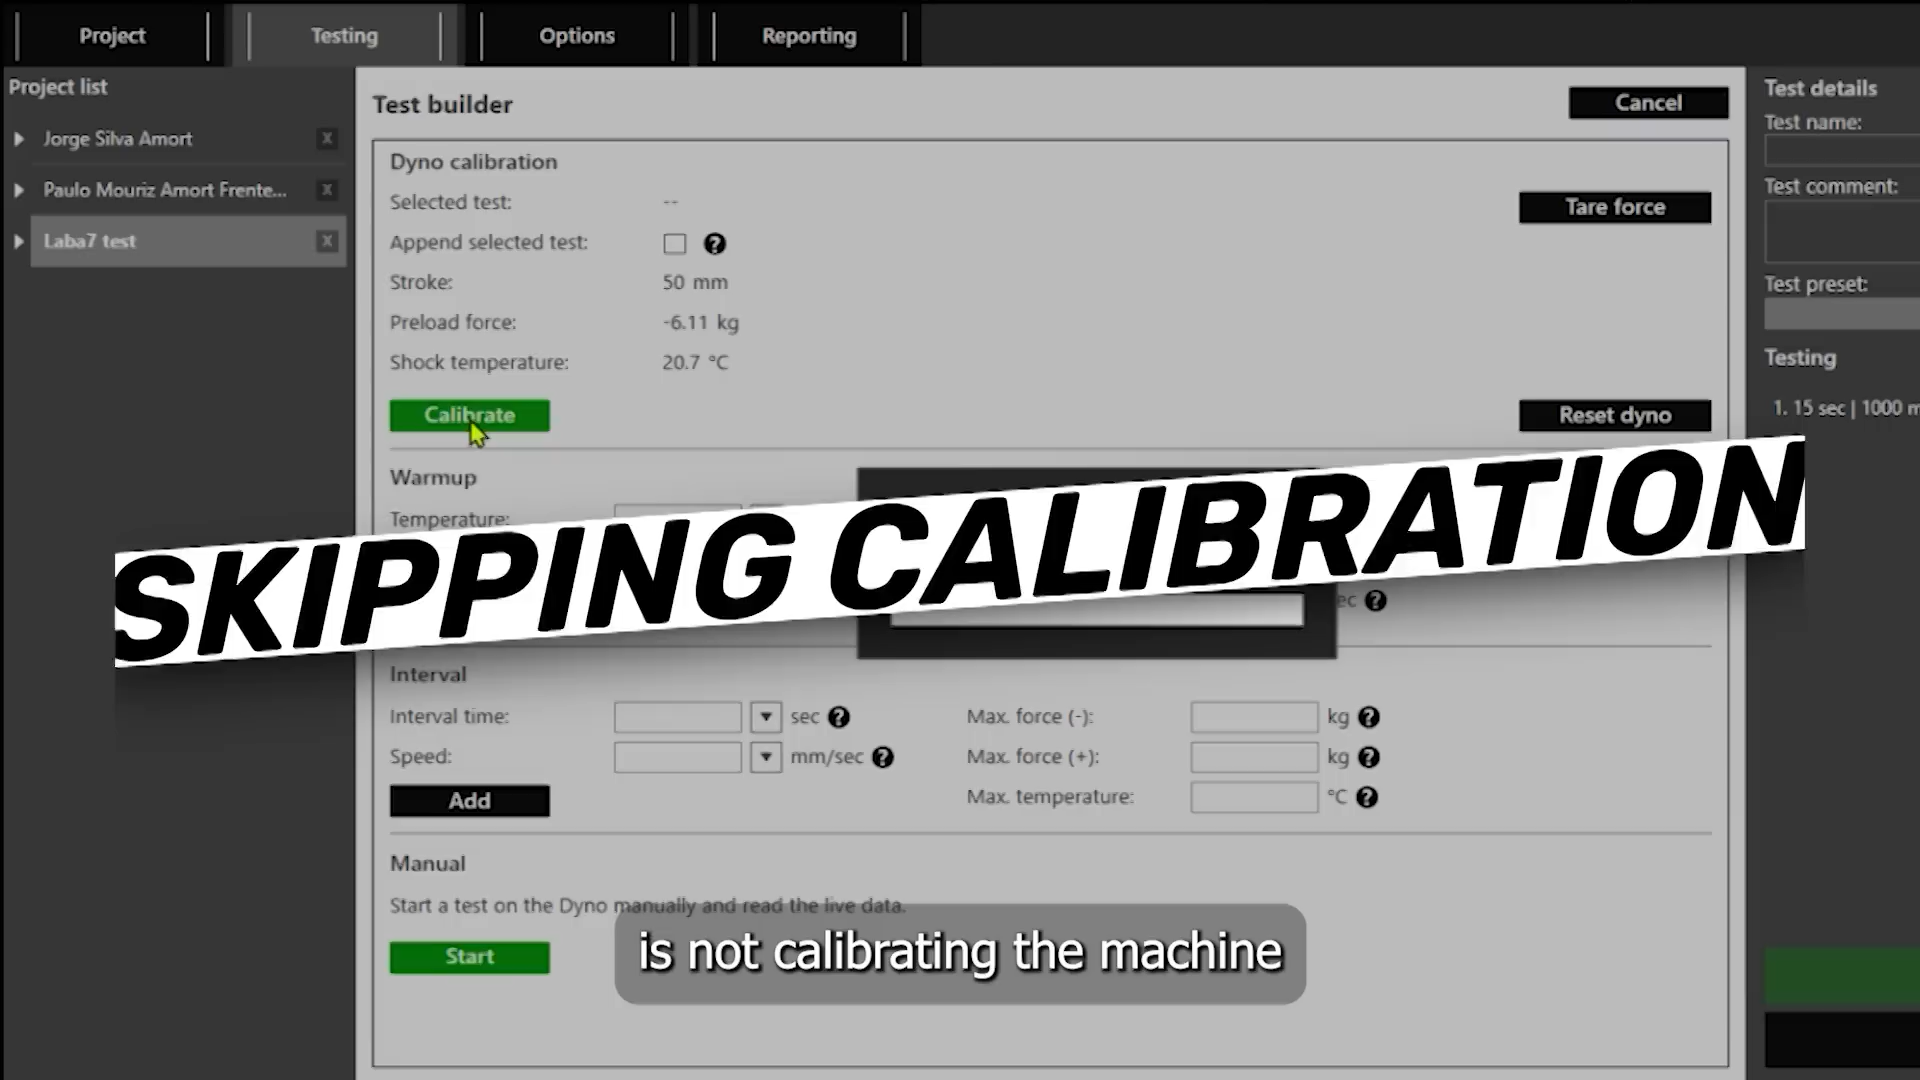 Project
Testing
Options
Reporting
Project list
Jorge Silva Amort
X
Paulo Mouriz Amort Frente...
X
Laba7 test
X
Test builder
Cancel
Dyno calibration
Selected test: --
Tare force
Append selected test: ?
Stroke: 50 mm
Preload force: -6.11 kg
Shock temperature: 20.7 °C
Calibrate
Reset dyno
Warmup
Temperature:
SKIPPING CALIBRATION
ec ?
Interval
Interval time: sec ? Max. force (-): kg ?
Speed: mm/sec ? Max. force (+): kg ?
Add
Max. temperature: °C ?
Manual
Start a test on the Dyno manually and read the live data.
Start
is not calibrating the machine
Test details
Test name:
Test comment:
Test preset:
Testing
1. 15 sec | 1000 m